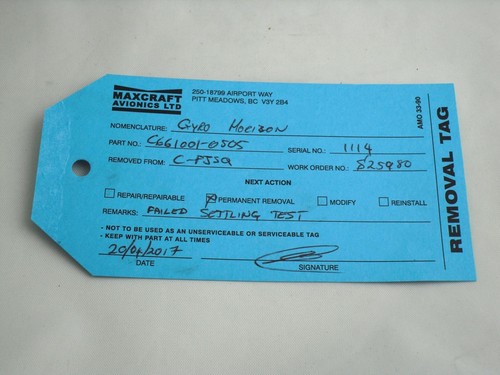 MAXCRAFT
AVIONICS LTD
250-18799 AIRPORT WAY
PITT MEADOWS, BC V3Y 2B4
NOMENCLATURE: GYRO HORIZON
PART NO.: C661001-0505 SERIAL NO.: 1114
REMOVED FROM: C-FJSQ WORK ORDER NO.: S25980
NEXT ACTION
REPAIR/REPAIRABLE PERMANENT REMOVAL MODIFY REINSTALL
REMARKS: FAILED SETTLING TEST
- NOT TO BE USED AS AN UNSERVICEABLE OR SERVICEABLE TAG
- KEEP WITH PART AT ALL TIMES
20/04/2017
DATE SIGNATURE
REMOVAL TAG
AMO 33-90